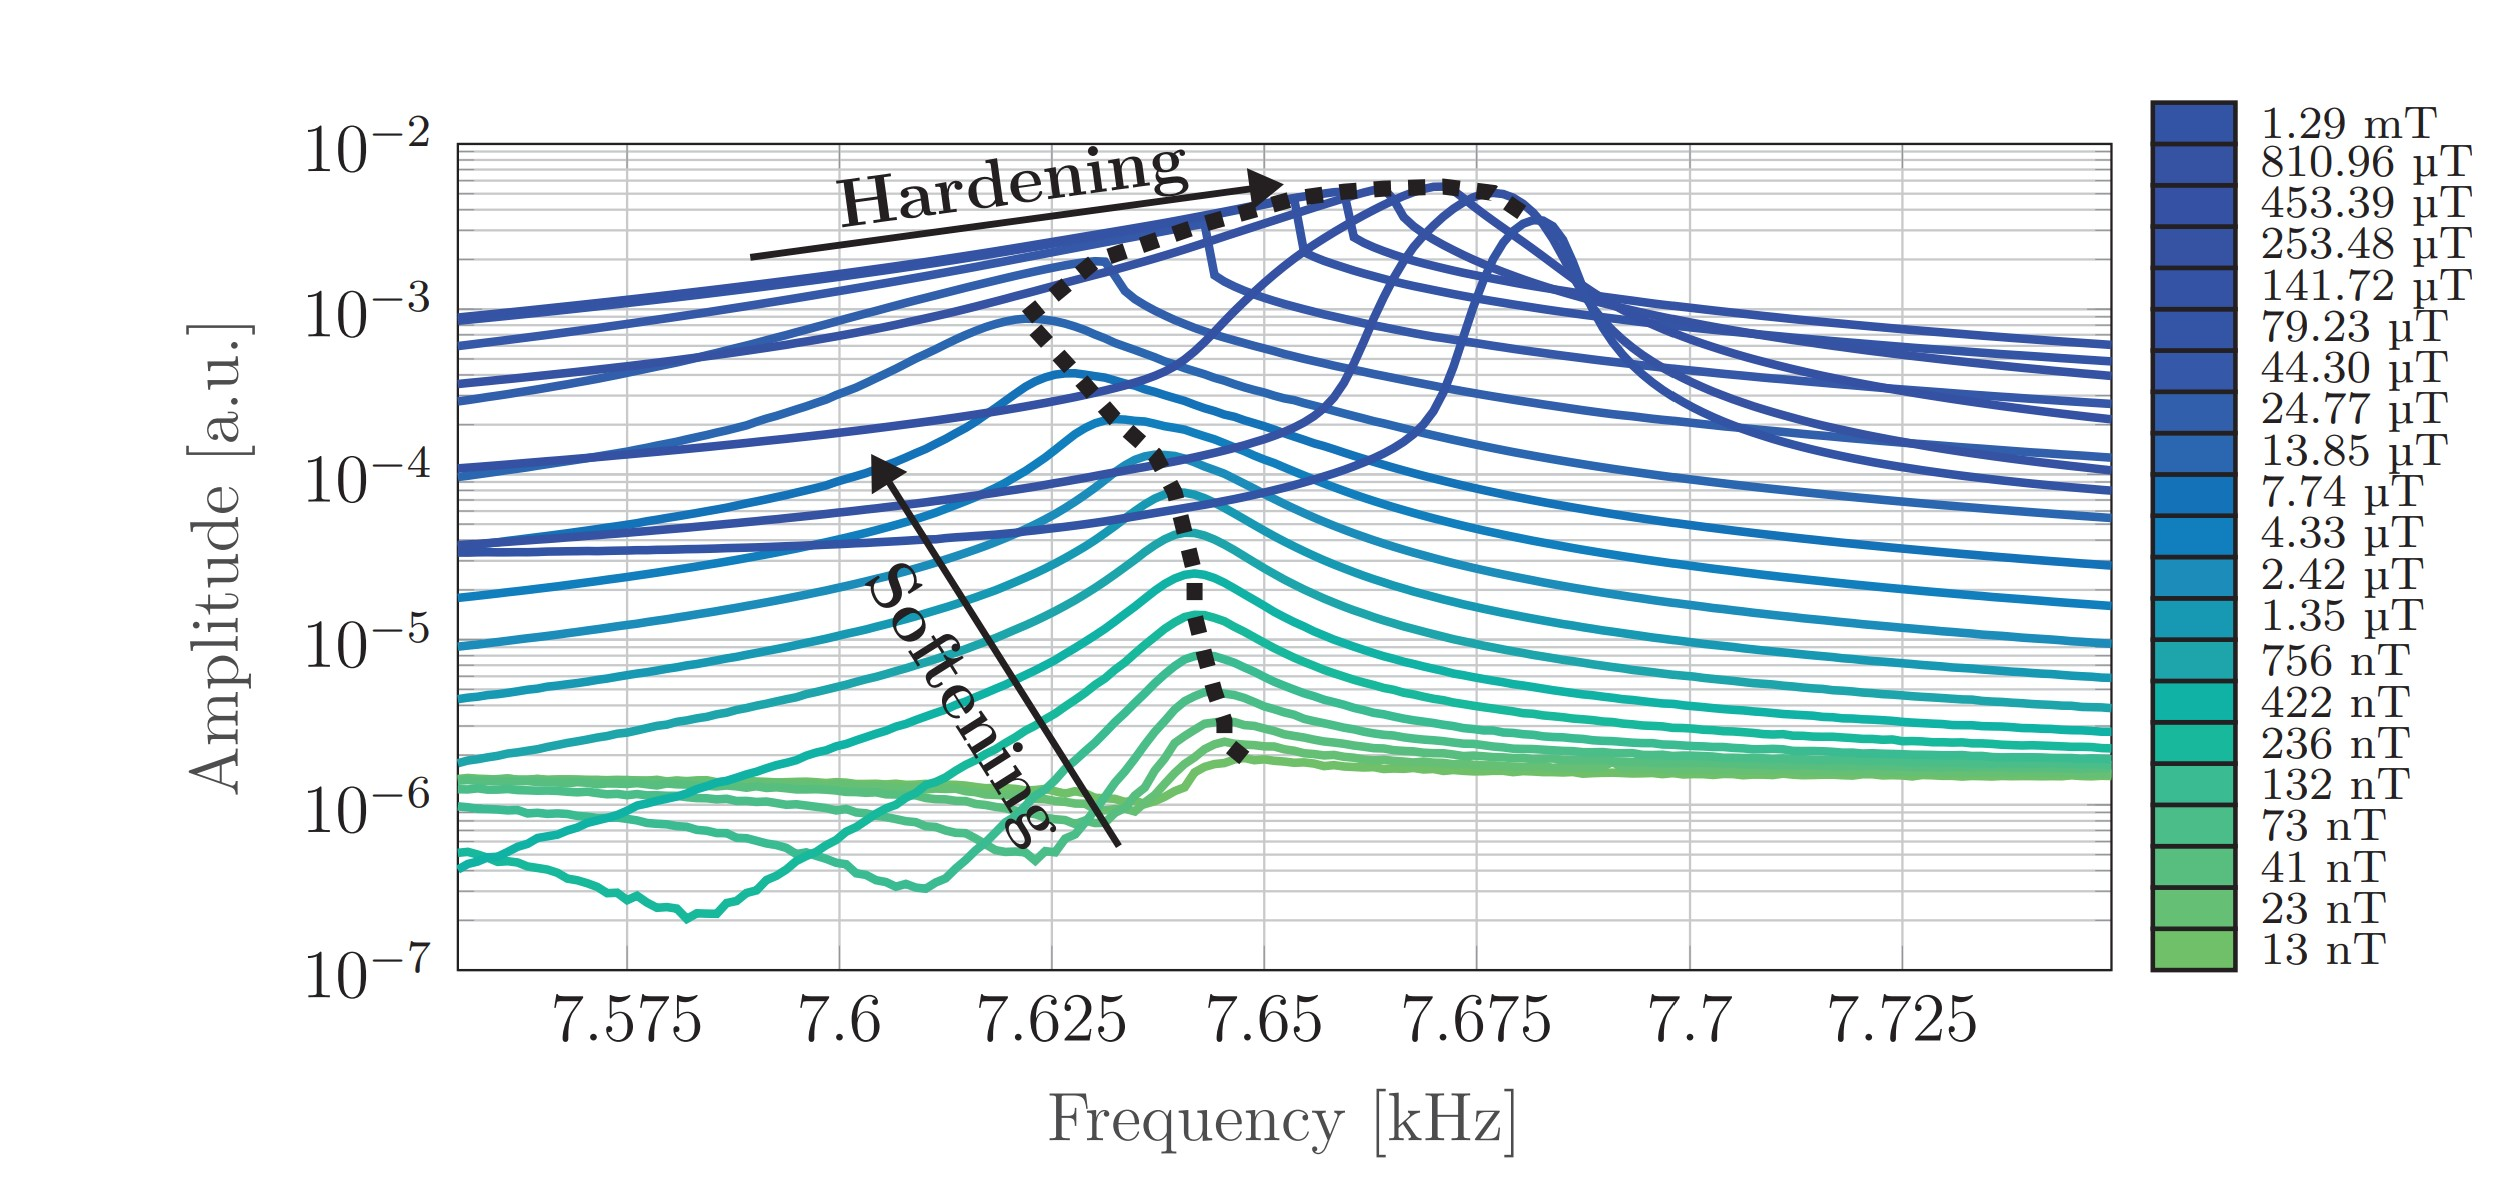 Amplitude [a.u.]
10−2
10−3
10−4
10−5
10−6
10−7
Hardening
Softening
7.575 7.6 7.625 7.65 7.675 7.7 7.725
Frequency [kHz]
1.29 mT
810.96 µT
453.39 µT
253.48 µT
141.72 µT
79.23 µT
44.30 µT
24.77 µT
13.85 µT
7.74 µT
4.33 µT
2.42 µT
1.35 µT
756 nT
422 nT
236 nT
132 nT
73 nT
41 nT
23 nT
13 nT